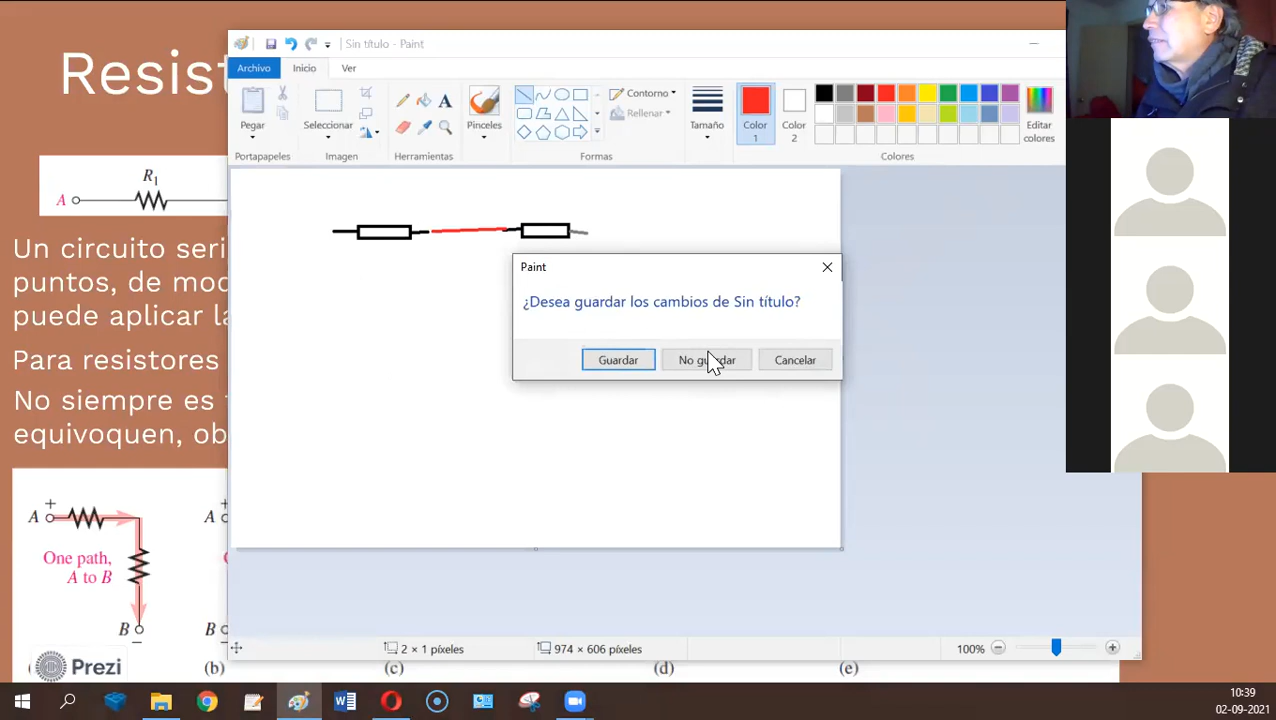 Resis
Sin título - Paint
Archivo
Inicio
Ver
Pegar
Seleccionar
A
Pinceles
Contorno
Rellenar
Tamaño
Color
1
Color
2
Editar
colores
Portapapeles
Imagen
Herramientas
Formas
Colores
A
R1
Un circuito seri
puntos, de mod
puede aplicar la
Para resistores
No siempre es
equivoquen, ob
Paint
¿Desea guardar los cambios de Sin título?
Guardar
No guardar
Cancelar
+
A
One path,
A to B
B
−
A
B
2 × 1 píxeles
974 × 606 píxeles
100%
Prezi
(b)
(c)
(d)
(e)
W
10:39
02-09-2021